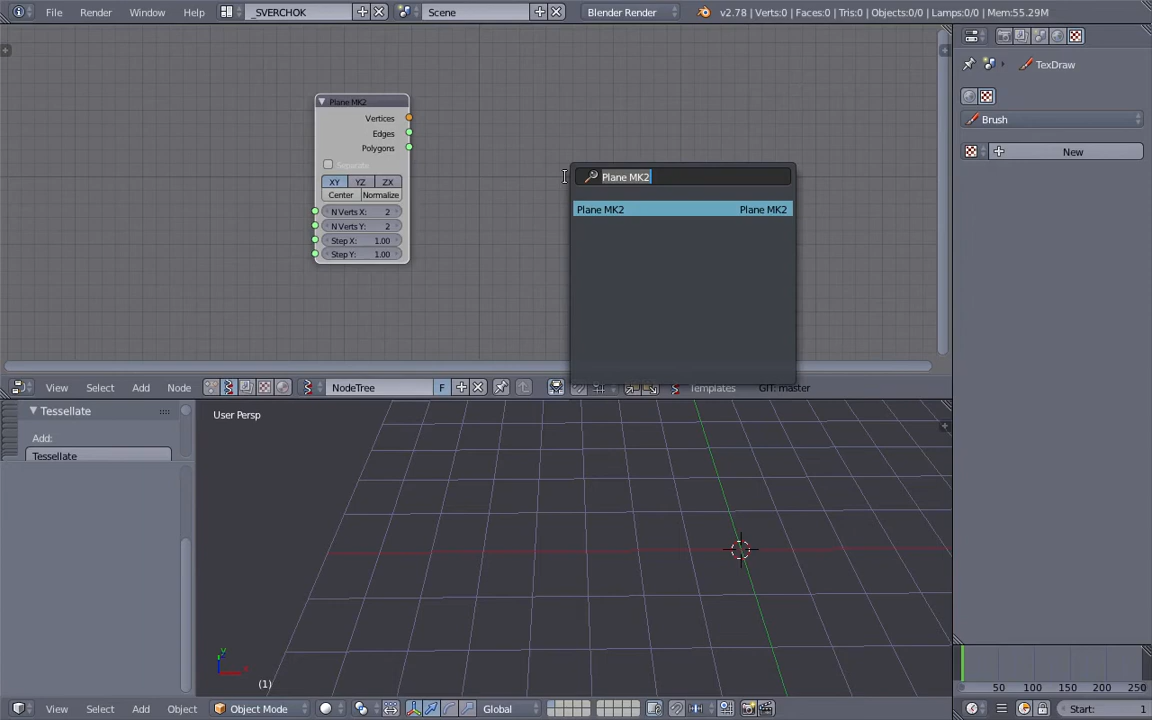 File Render Window Help _SVERCHOK Scene Blender Render v2.78 | Verts:0 | Faces:0 | Tris:0 | Objects:0/0 | Lamps:0/0 | Mem:55.29M
TexDraw
Brush
New
Plane MK2
Vertices
Edges
Polygons
Separate
XY YZ ZX
Center Normalize
N Verts X: 2
N Verts Y: 2
Step X: 1.00
Step Y: 1.00
Plane MK2
Plane MK2 Plane MK2
View Select Add Node NodeTree F Templates GIT: master
Tessellate
Add:
Tessellate
User Persp
y
x
(1)
50 100 150 200 250
View Select Add Object Object Mode Global Start: 1